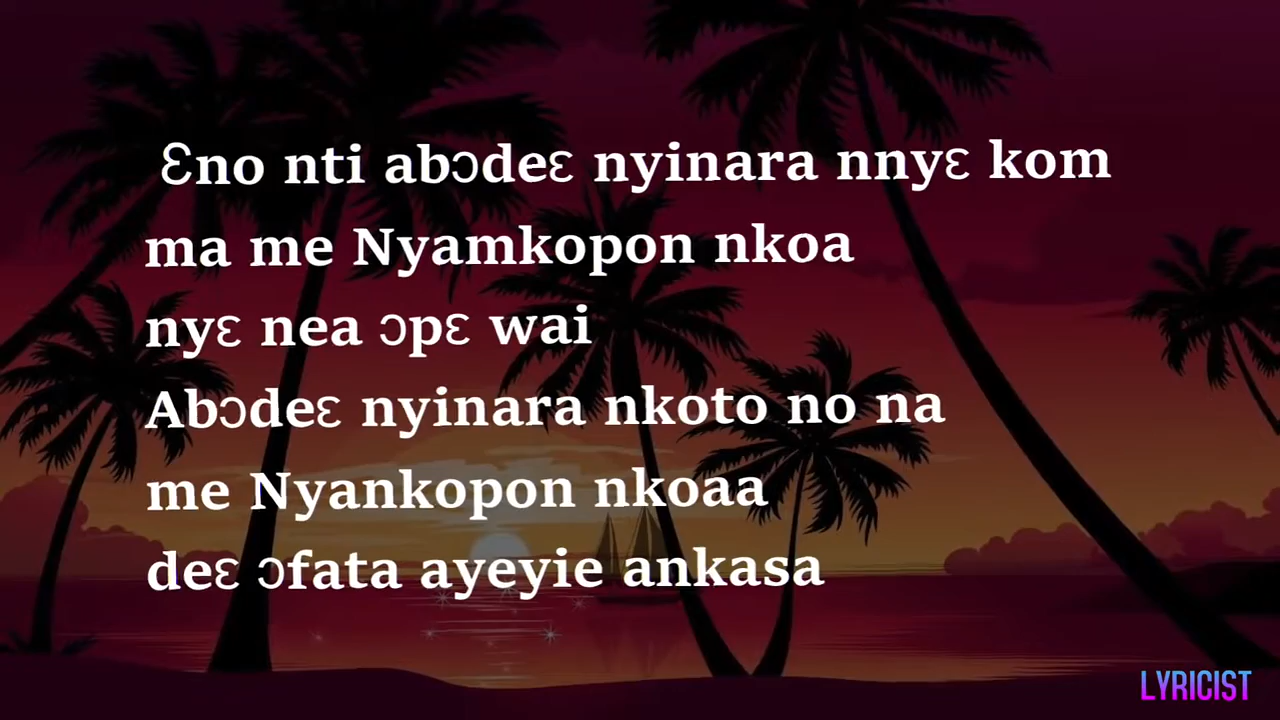 Ɛno nti abɔdeɛ nyinara nnyɛ kom
ma me Nyamkopon nkoa
nyɛ nea ɔpɛ wai
Abɔdeɛ nyinara nkoto no na
me Nyankopon nkoaa
deɛ ɔfata ayeyie ankasa
LYRICIST